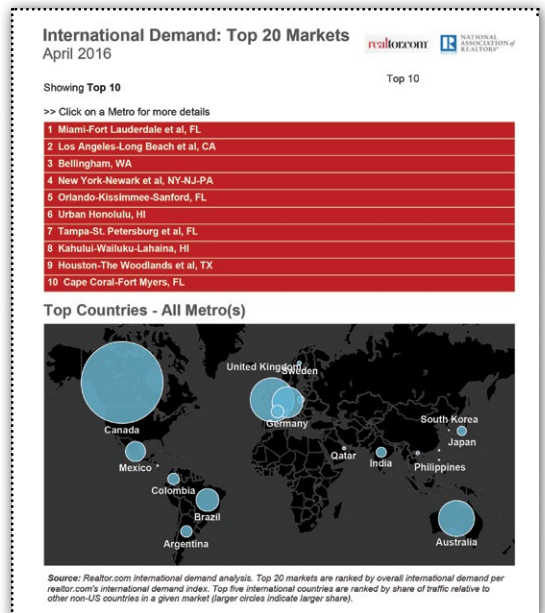 International Demand: Top 20 Markets
April 2016
realtor.com
R NATIONAL
ASSOCIATION of
REALTORS®
Top 10
Showing Top 10
>> Click on a Metro for more details
1 Miami-Fort Lauderdale et al, FL
2 Los Angeles-Long Beach et al, CA
3 Bellingham, WA
4 New York-Newark et al, NY-NJ-PA
5 Orlando-Kissimmee-Sanford, FL
6 Urban Honolulu, HI
7 Tampa-St. Petersburg et al, FL
8 Kahului-Wailuku-Lahaina, HI
9 Houston-The Woodlands et al, TX
10 Cape Coral-Fort Myers, FL
Top Countries - All Metro(s)
United Kingdom
Sweden
Canada
Germany
South Korea
Japan
Mexico
Qatar
India
Philippines
Colombia
Brazil
Argentina
Australia
Source: Realtor.com international demand analysis. Top 20 markets are ranked by overall international demand per
realtor.com's international demand index. Top five international countries are ranked by share of traffic relative to
other non-US countries in a given market (larger circles indicate larger share).